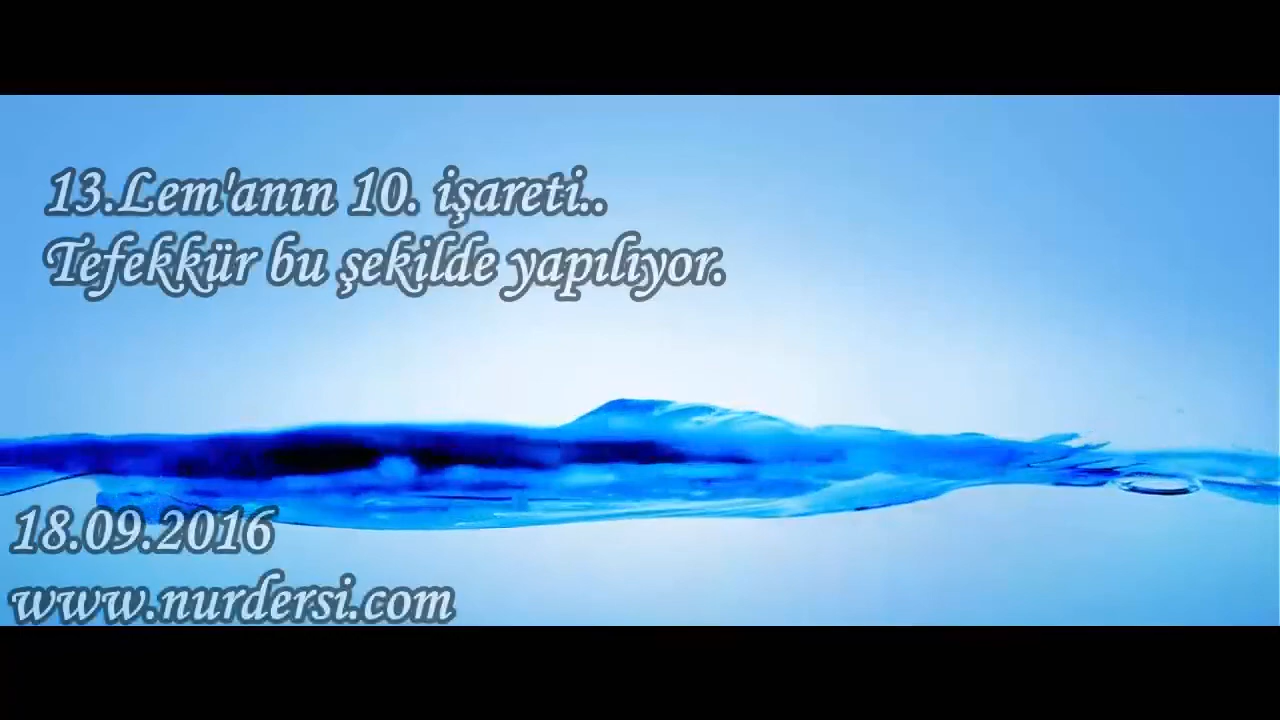 13.Lem'anın 10. işareti..
Tefekkür bu şekilde yapılıyor.
18.09.2016
www.nurdersi.com